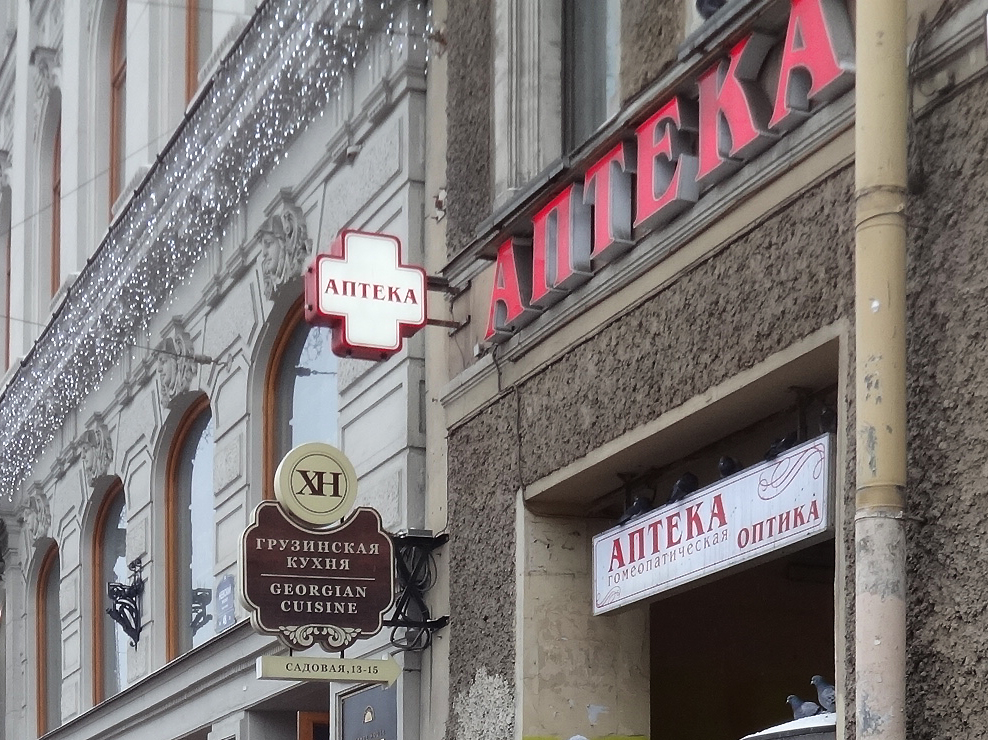 АПТЕКА
АПТЕКА
ХН
ГРУЗИНСКАЯ
КУХНЯ
GEORGIAN
CUISINE
САДОВАЯ, 13-15
АПТЕКА ОПТИКА
гомеопатическая